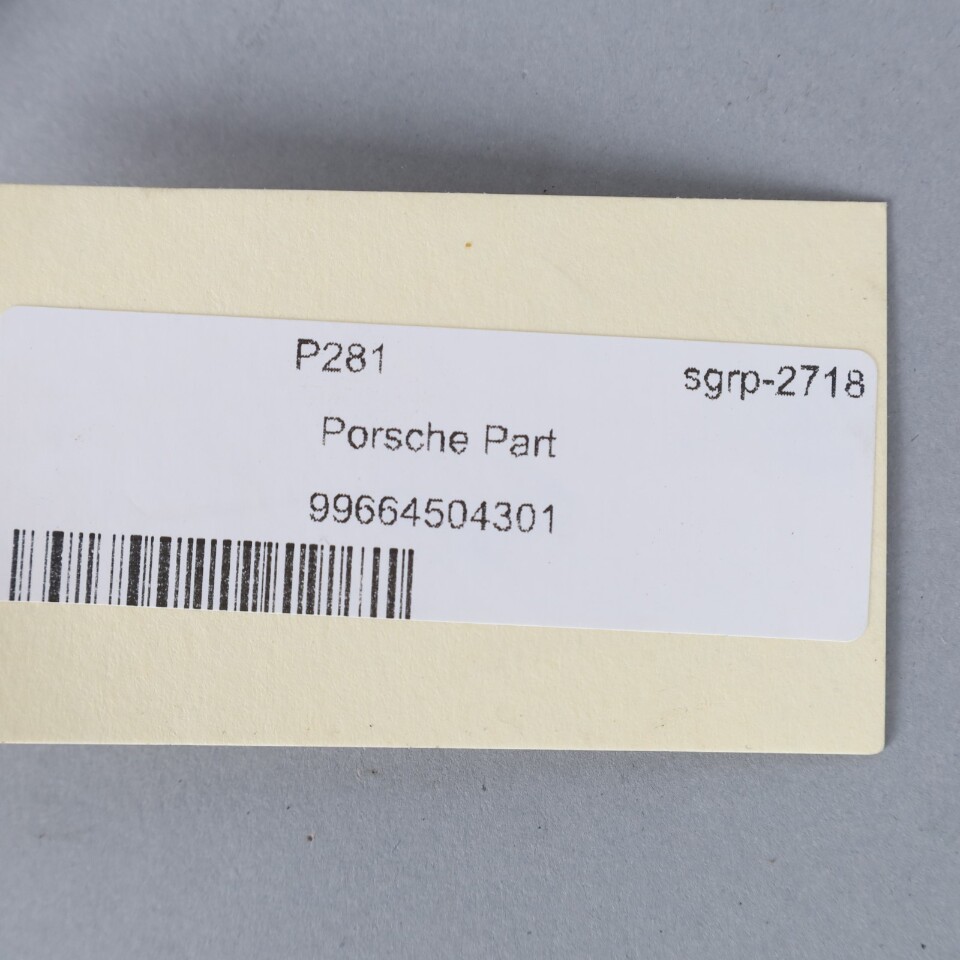 P281
sgrp-2718
Porsche Part
99664504301